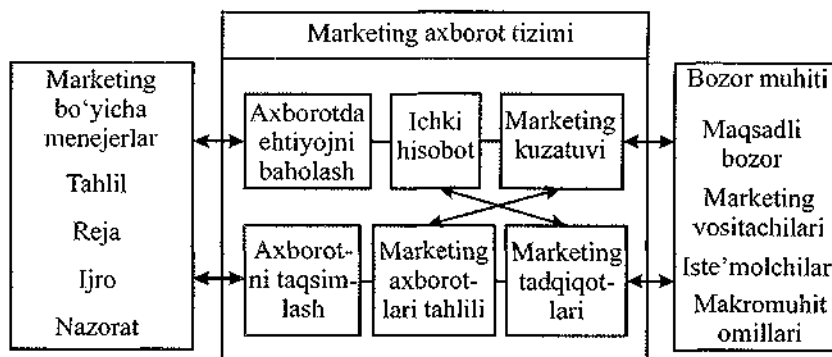 Marketing axborot tizimi
Marketing
bo‘yicha
menejerlar
Tahlil
Reja
Ijro
Nazorat
Axborotda
ehtiyojni
baholash
Ichki
hisobot
Marketing
kuzatuvi
Axborot-
ni taqsim-
lash
Marketing
axborot-
lari tahlili
Marketing
tadqiqot-
lari
Bozor muhiti
Maqsadli
bozor
Marketing
vositachilari
Iste’molchilar
Makromuhit
omillari